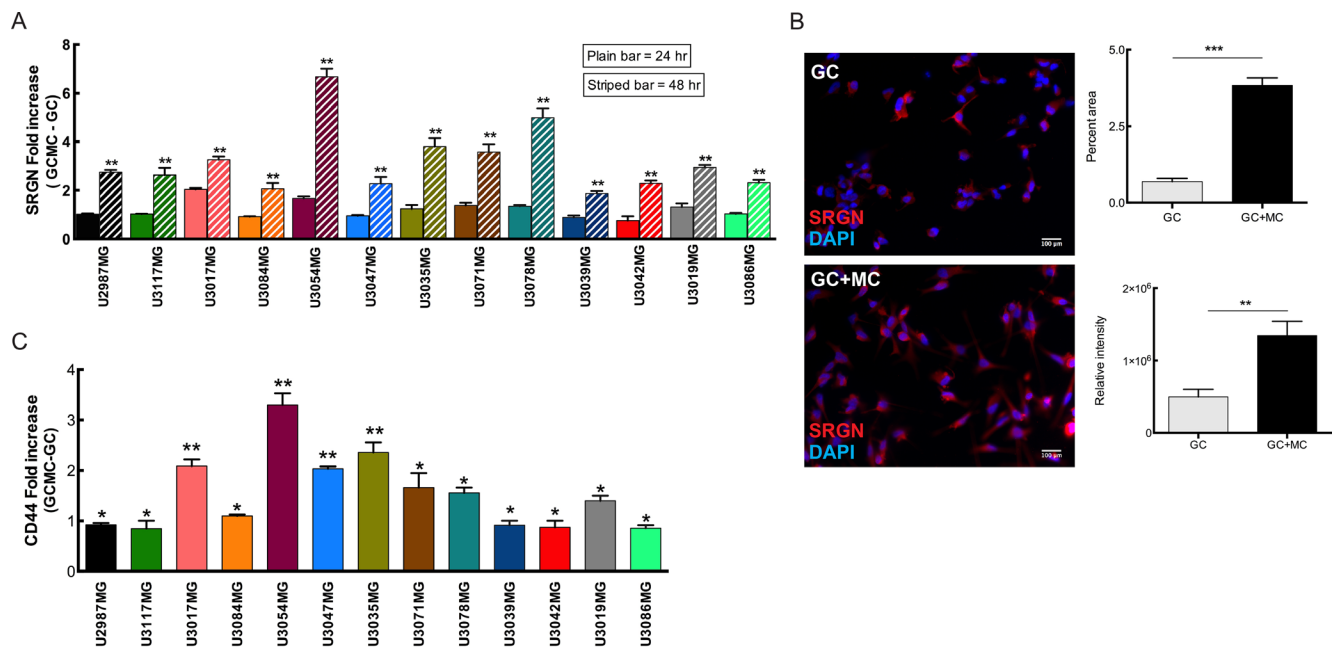 A
SRGN Fold increase
( GCMC - GC)
8
6
4
2
0
Plain bar = 24 hr
Striped bar = 48 hr
** ** ** ** ** ** ** ** ** ** ** ** **
U2987MG U3117MG U3017MG U3084MG U3054MG U3047MG U3035MG U3071MG U3078MG U3039MG U3042MG U3019MG U3086MG
B
GC
SRGN
DAPI
100 µm
GC+MC
SRGN
DAPI
100 µm
Percent area
5.0
2.5
0.0
***
GC GC+MC
Relative intensity
2×10⁶
1×10⁶
0
**
GC GC+MC
C
CD44 Fold increase
(GCMC-GC)
4
3
2
1
0
* * ** * ** ** ** * * * * * *
U2987MG U3117MG U3017MG U3084MG U3054MG U3047MG U3035MG U3071MG U3078MG U3039MG U3042MG U3019MG U3086MG